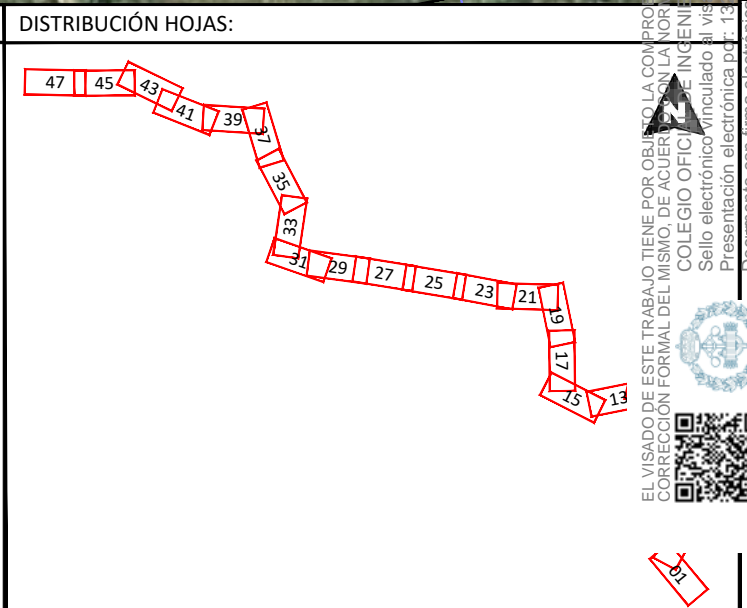 DISTRIBUCIÓN HOJAS:
47
45
43
41
39
37
35
33
31
29
27
25
23
21
19
17
15
13
01
N
EL VISADO DE ESTE TRABAJO TIENE POR OBJETO LA COMPRO
CORRECCIÓN FORMAL DEL MISMO, DE ACUERDO CON LA NOR
COLEGIO OFICI DE INGENIE
Sello electrónico vinculado al vis
Presentación electrónica por: 13